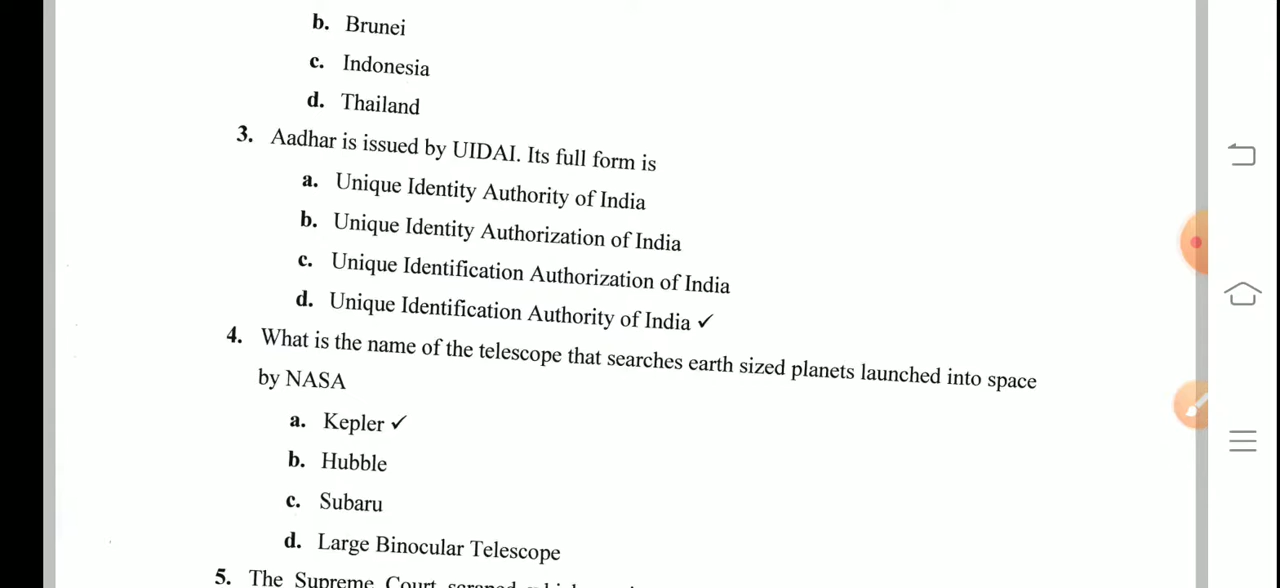 b. Brunei
c. Indonesia
d. Thailand
3. Aadhar is issued by UIDAI. Its full form is
a. Unique Identity Authority of India
b. Unique Identity Authorization of India
c. Unique Identification Authorization of India
d. Unique Identification Authority of India ✓
4. What is the name of the telescope that searches earth sized planets launched into space
by NASA
a. Kepler ✓
b. Hubble
c. Subaru
d. Large Binocular Telescope
5. The Supreme Court